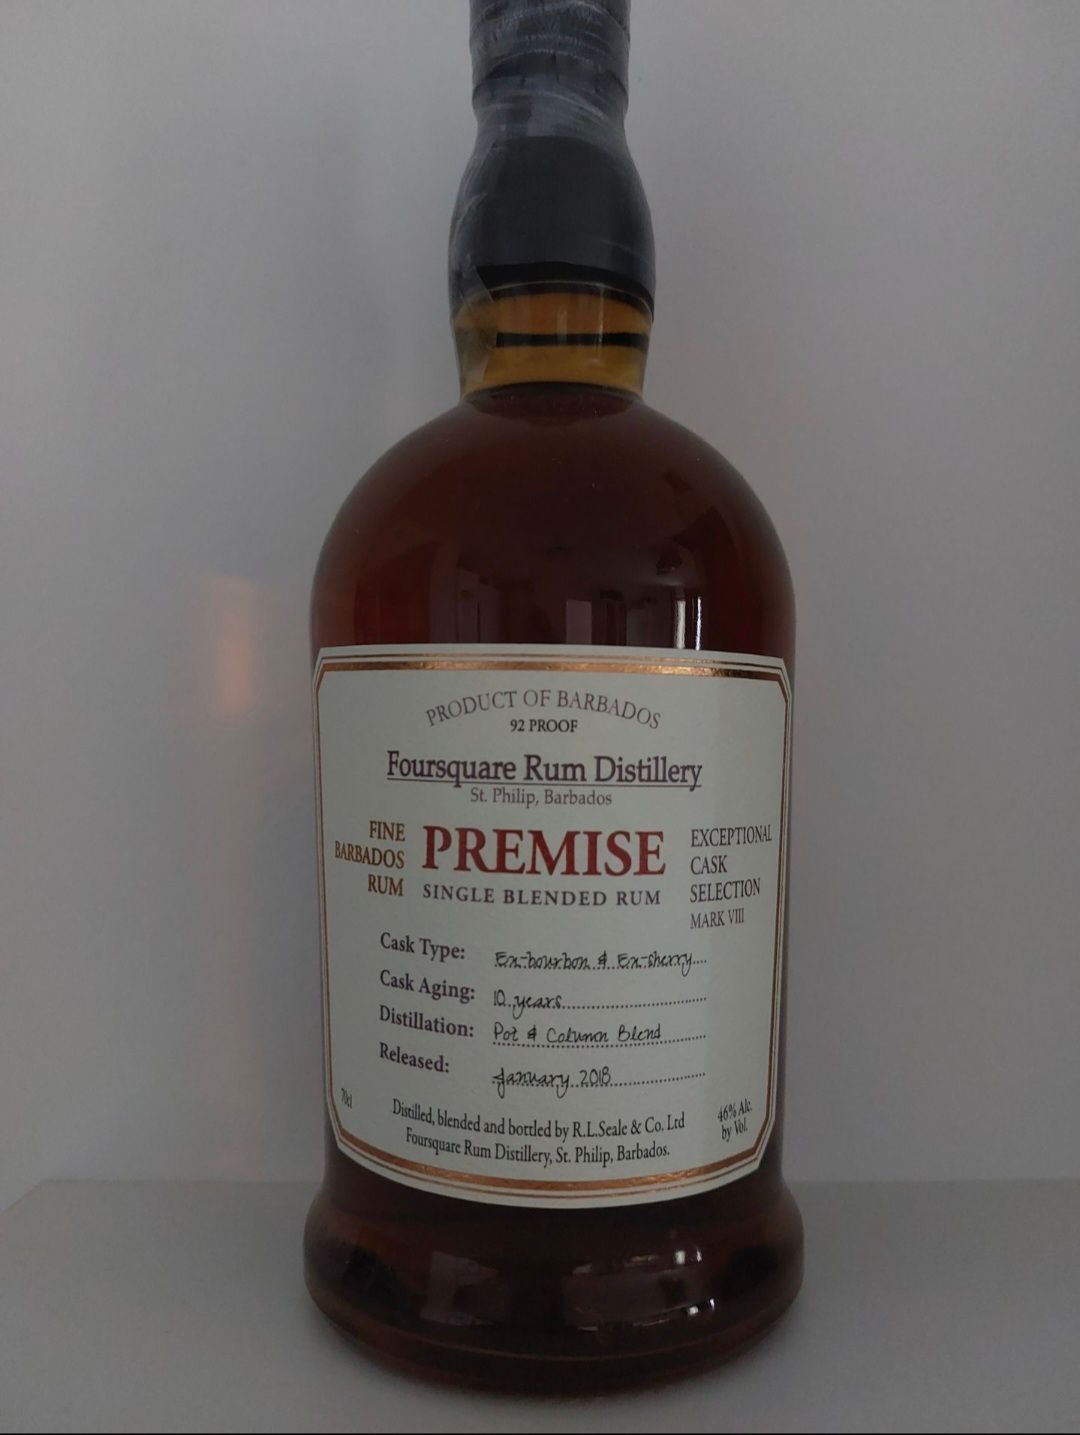 PRODUCT OF BARBADOS
92 PROOF
Foursquare Rum Distillery
St. Philip, Barbados
FINE
BARBADOS
RUM
PREMISE
SINGLE BLENDED RUM
EXCEPTIONAL
CASK
SELECTION
MARK VIII
Cask Type: Ex-bourbon & Ex-sherry
Cask Aging: 10 years
Distillation: Pot & Column Blend
Released: January 2018
70cl
Distilled, blended and bottled by R.L.Seale & Co. Ltd
Foursquare Rum Distillery, St. Philip, Barbados.
46% Alc.
by Vol.